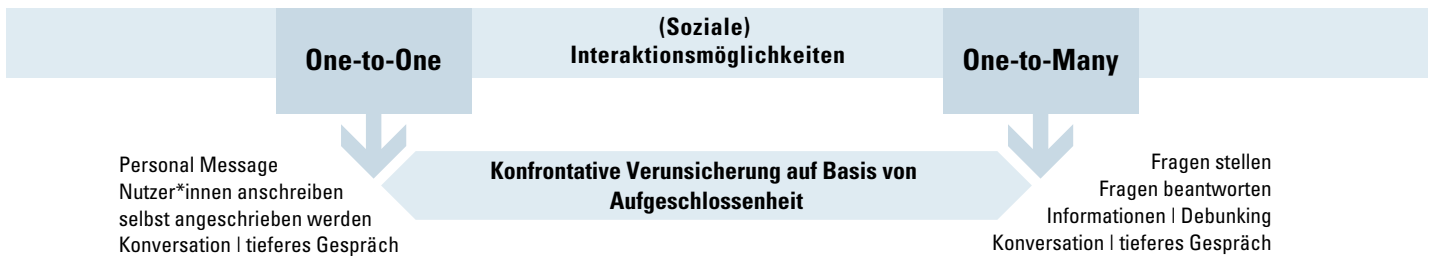 (Soziale)
Interaktionsmöglichkeiten
One-to-One
One-to-Many
Personal Message
Nutzer*innen anschreiben
selbst angeschrieben werden
Konversation | tieferes Gespräch
Konfrontative Verunsicherung auf Basis von
Aufgeschlossenheit
Fragen stellen
Fragen beantworten
Informationen | Debunking
Konversation | tieferes Gespräch